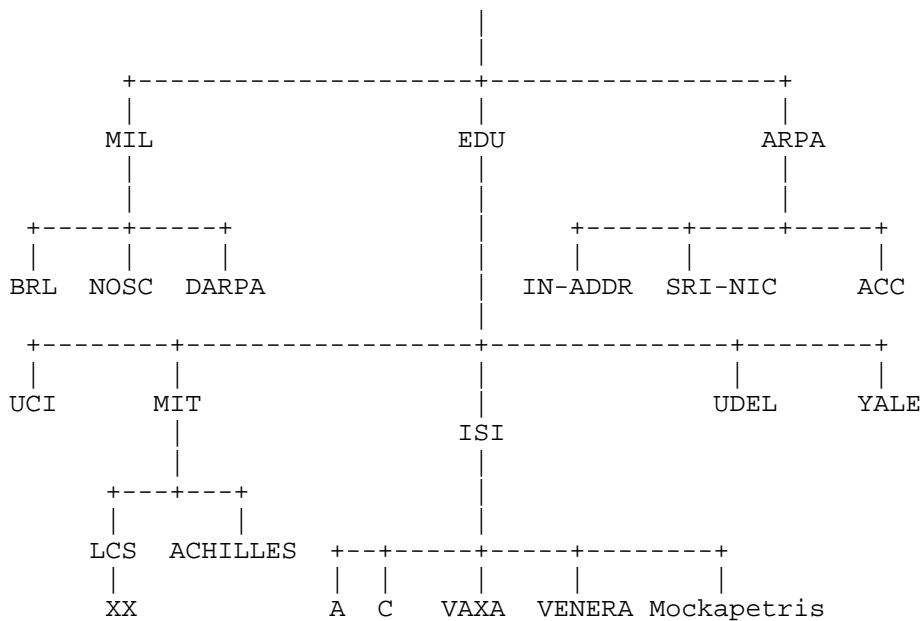 MIL EDU ARPA
BRL NOSC DARPA IN-ADDR SRI-NIC ACC
UCI MIT UDEL YALE
ISI
LCS ACHILLES
XX A C VAXA VENERA Mockapetris